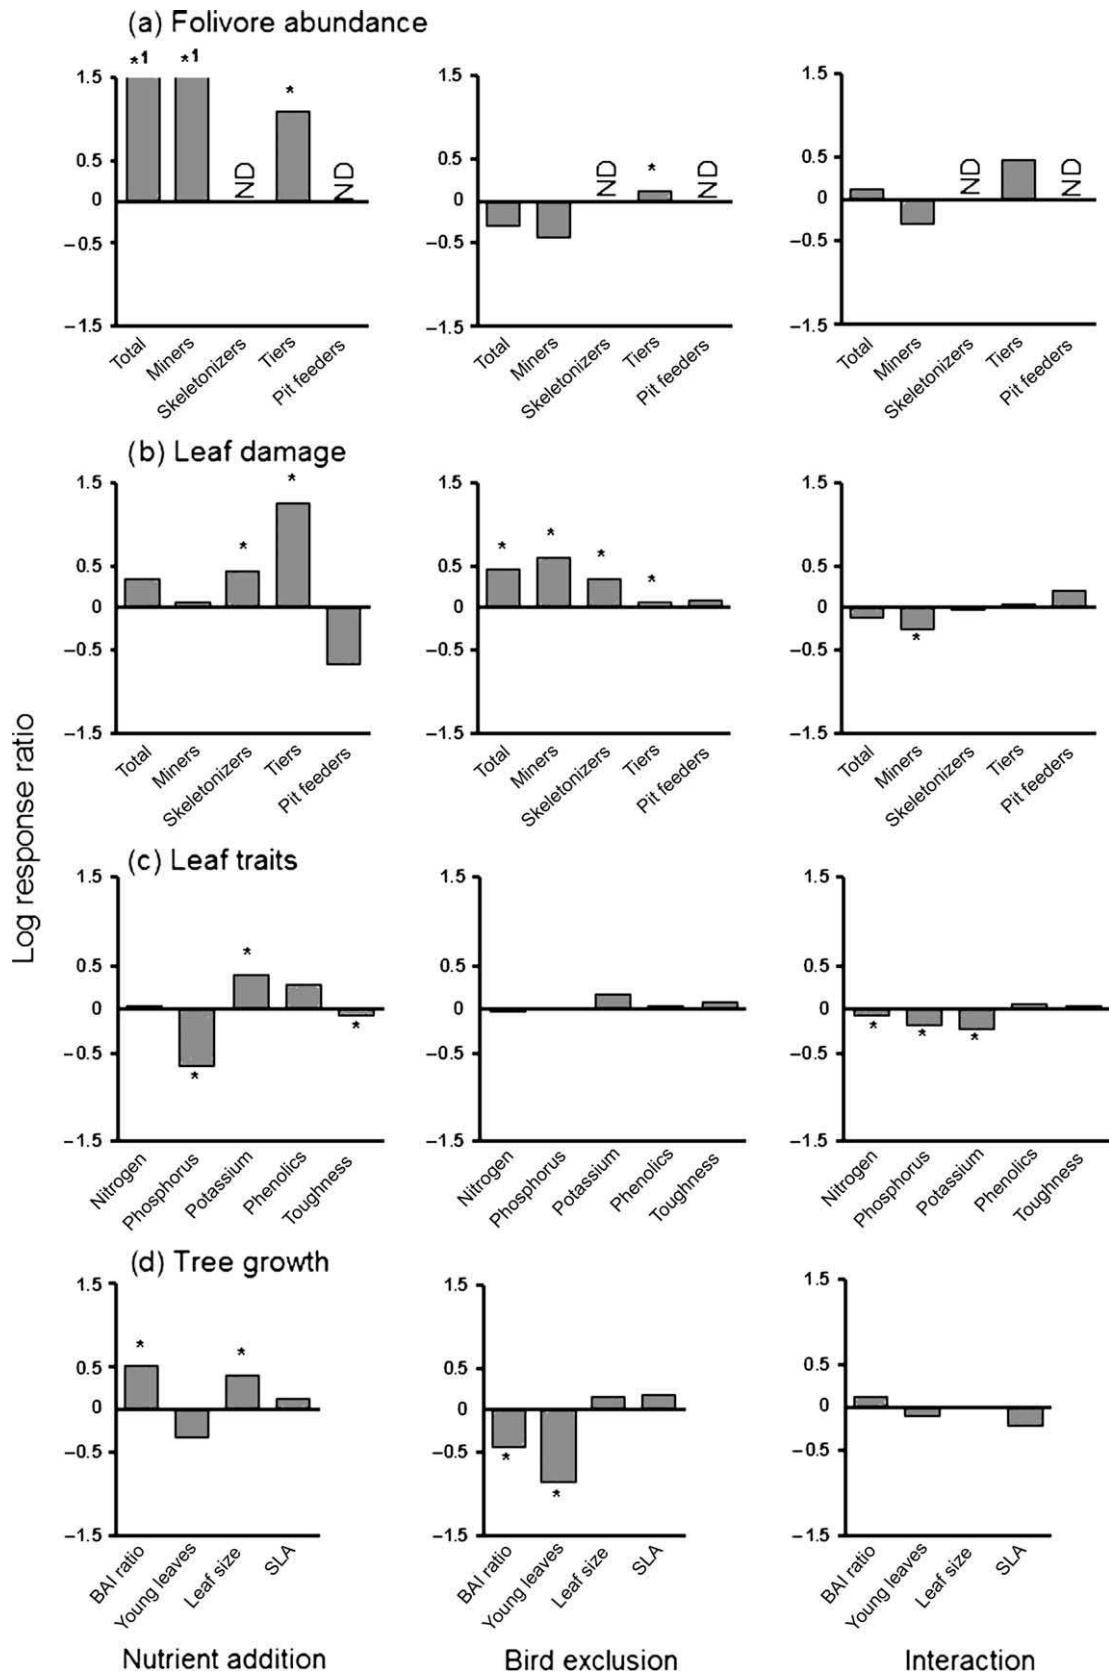 (a) Folivore abundance
*1 *1 * ND ND
1.5
0.5
0
–0.5
–1.5
Total Miners Skeletonizers Tiers Pit feeders
* ND ND
1.5
0.5
0
–0.5
–1.5
Total Miners Skeletonizers Tiers Pit feeders
ND ND
1.5
0.5
0
–0.5
–1.5
Total Miners Skeletonizers Tiers Pit feeders
(b) Leaf damage
* *
1.5
0.5
0
–0.5
–1.5
Total Miners Skeletonizers Tiers Pit feeders
* * * *
1.5
0.5
0
–0.5
–1.5
Total Miners Skeletonizers Tiers Pit feeders
*
1.5
0.5
0
–0.5
–1.5
Total Miners Skeletonizers Tiers Pit feeders
Log response ratio
(c) Leaf traits
* * *
1.5
0.5
0
–0.5
–1.5
Nitrogen Phosphorus Potassium Phenolics Toughness
1.5
0.5
0
–0.5
–1.5
Nitrogen Phosphorus Potassium Phenolics Toughness
* * *
1.5
0.5
0
–0.5
–1.5
Nitrogen Phosphorus Potassium Phenolics Toughness
(d) Tree growth
* *
1.5
0.5
0
–0.5
–1.5
BAI ratio Young leaves Leaf size SLA
* *
1.5
0.5
0
–0.5
–1.5
BAI ratio Young leaves Leaf size SLA
1.5
0.5
0
–0.5
–1.5
BAI ratio Young leaves Leaf size SLA
Nutrient addition
Bird exclusion
Interaction